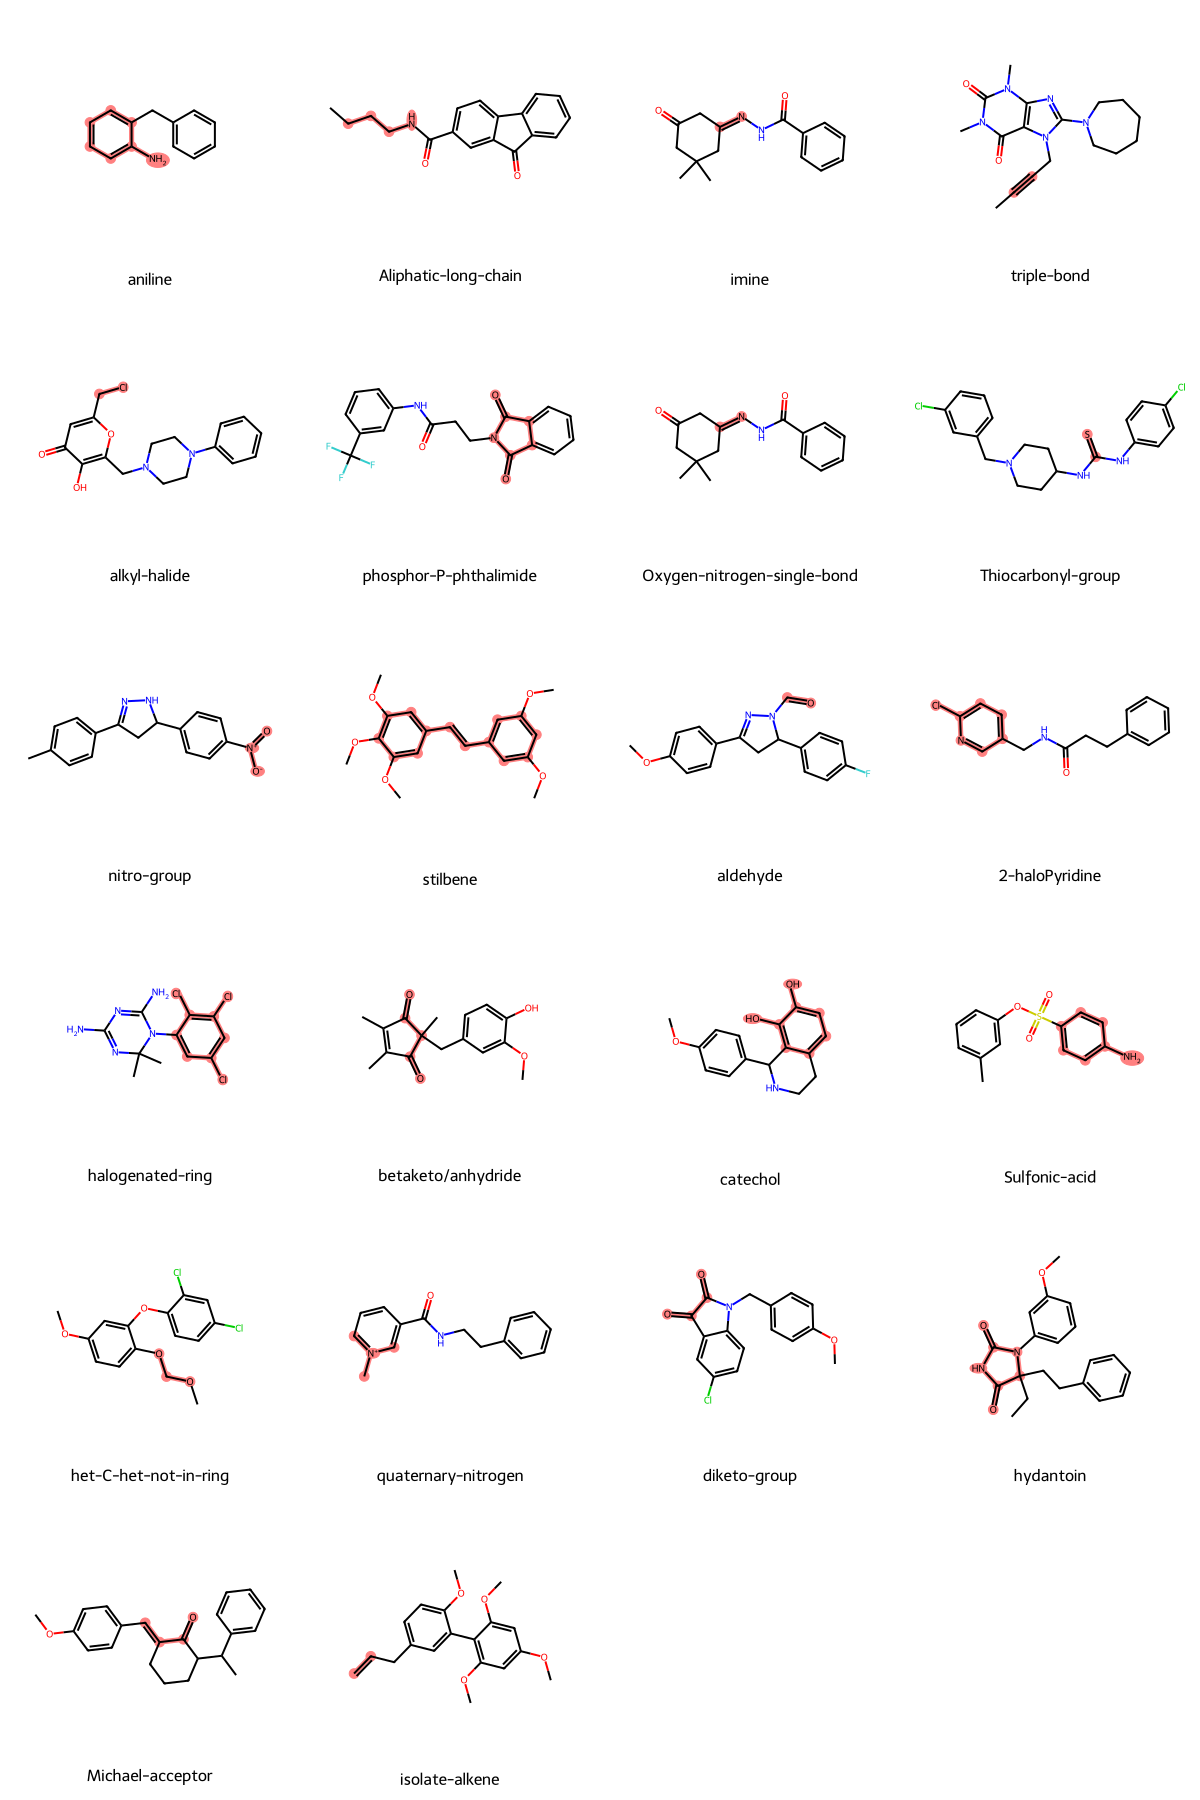 aniline
Aliphatic-long-chain
imine
triple-bond
alkyl-halide
phosphor-P-phthalimide
Oxygen-nitrogen-single-bond
Thiocarbonyl-group
nitro-group
stilbene
aldehyde
2-haloPyridine
halogenated-ring
betaketo/anhydride
catechol
Sulfonic-acid
het-C-het-not-in-ring
quaternary-nitrogen
diketo-group
hydantoin
Michael-acceptor
isolate-alkene